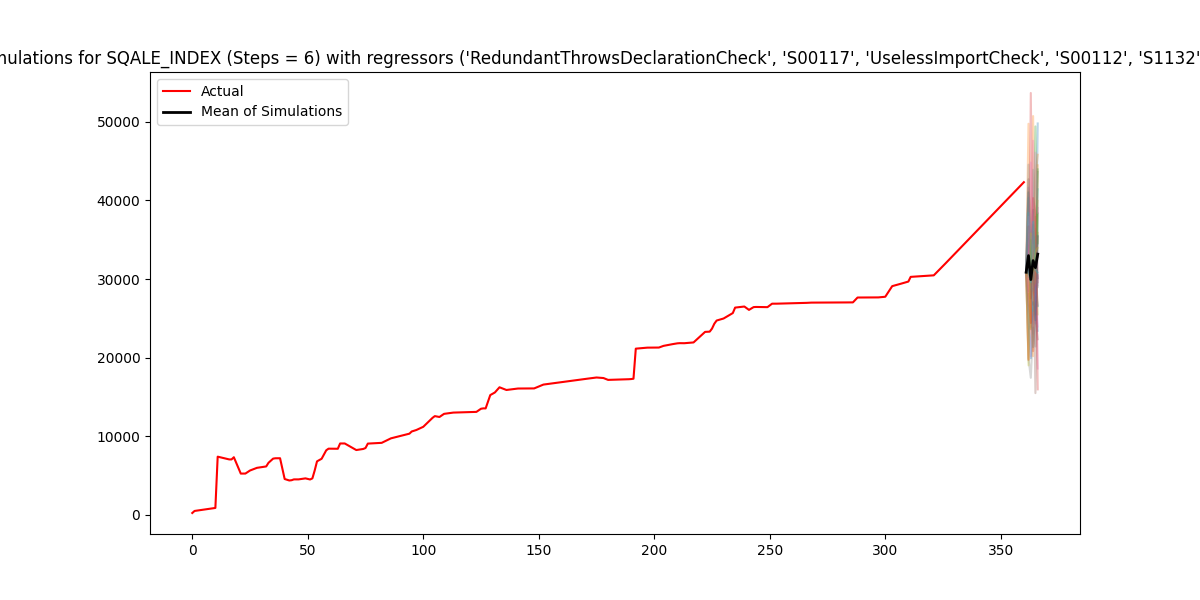 nulations for SQALE_INDEX (Steps = 6) with regressors ('RedundantThrowsDeclarationCheck', 'S00117', 'UselessImportCheck', 'S00112', 'S1132'
Actual
Mean of Simulations
50000
40000
30000
20000
10000
0
0 50 100 150 200 250 300 350